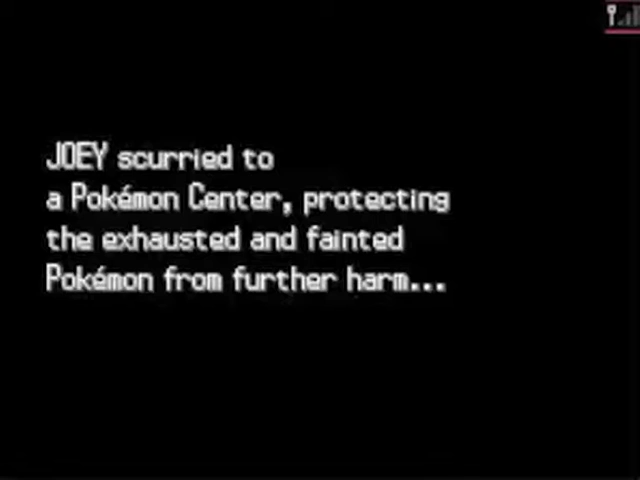 JOEY scurried to
a Pokémon Center, protecting
the exhausted and fainted
Pokémon from further harm...